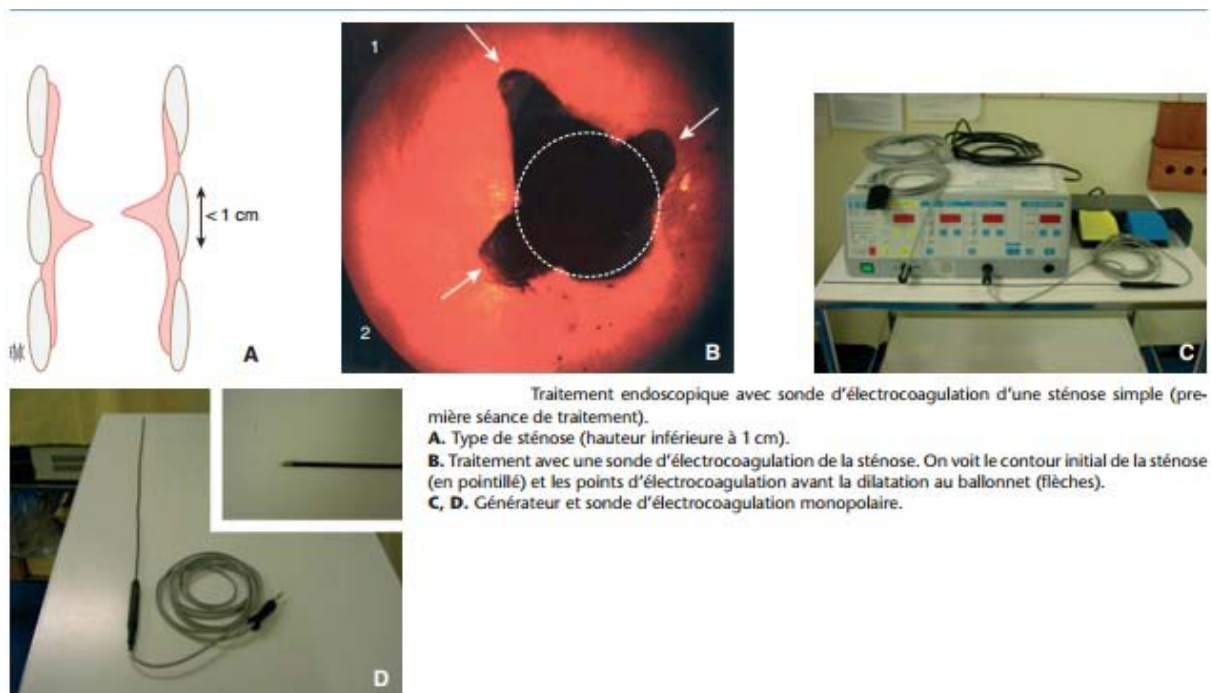 1
< 1 cm
2
A
B
C
D
Traitement endoscopique avec sonde d'électrocoagulation d'une sténose simple (pre-
mière séance de traitement).
A. Type de sténose (hauteur inférieure à 1 cm).
B. Traitement avec une sonde d'électrocoagulation de la sténose. On voit le contour initial de la sténose
(en pointillé) et les points d'électrocoagulation avant la dilatation au ballonnet (flèches).
C, D. Générateur et sonde d'électrocoagulation monopolaire.